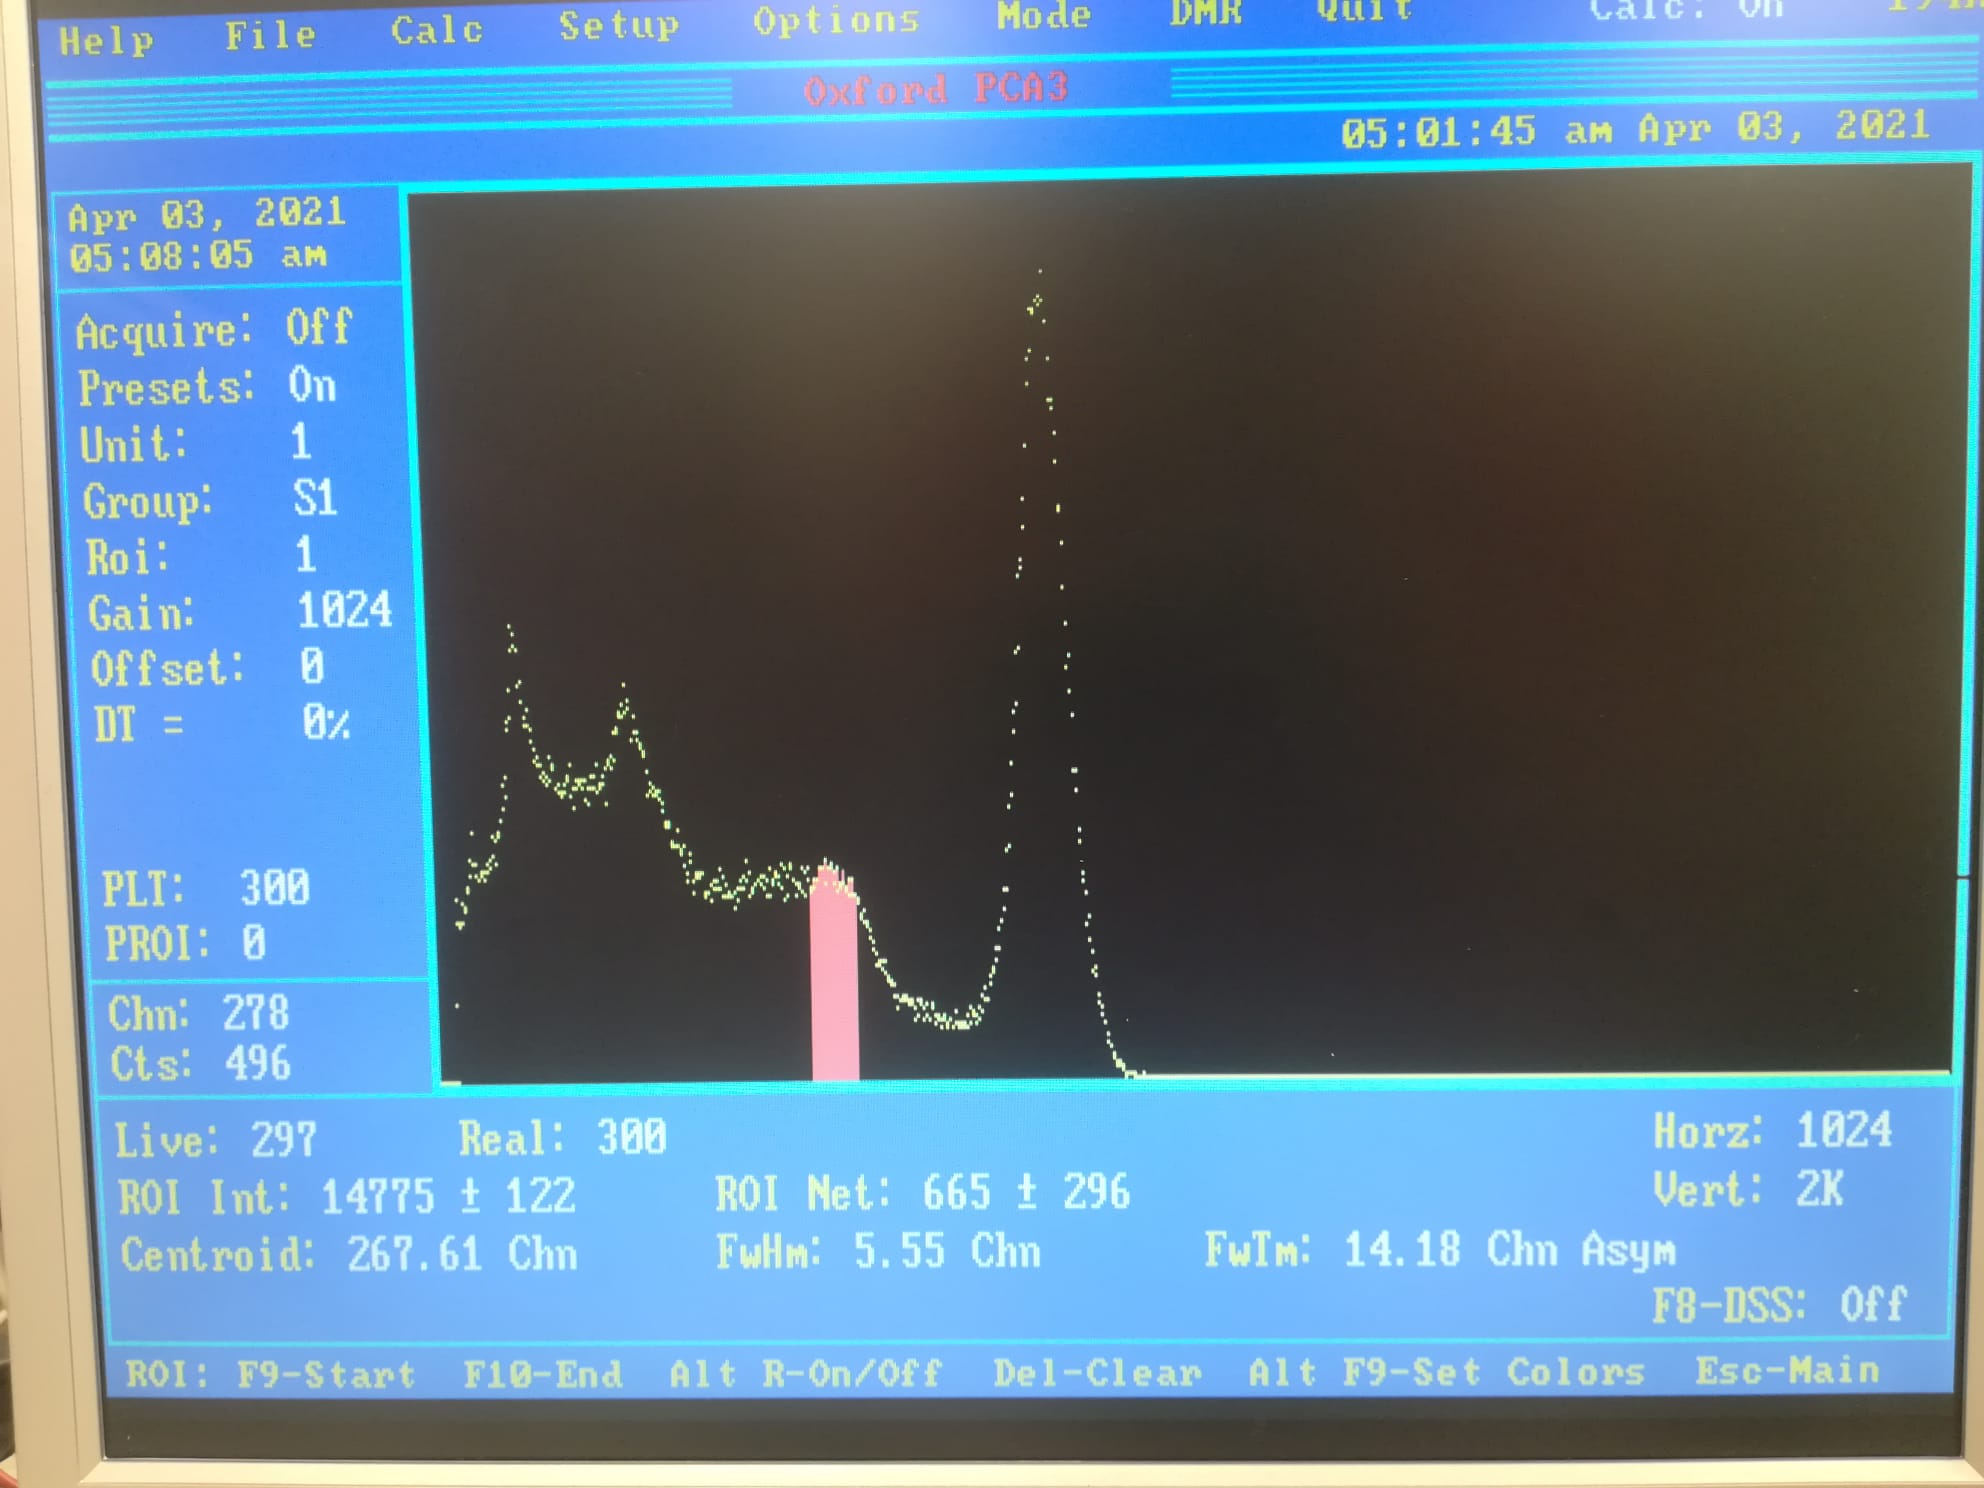 Help File Calc Setup Options Mode DMR Quit Calc: On
Oxford PCA3
05:01:45 am Apr 03, 2021
Apr 03, 2021
05:08:05 am
Acquire: Off
Presets: On
Unit: 1
Group: S1
Roi: 1
Gain: 1024
Offset: 0
DT = 0%
PLT: 300
PROI: 0
Chn: 278
Cts: 496
Live: 297 Real: 300 Horz: 1024
ROI Int: 14775 ± 122 ROI Net: 665 ± 296 Vert: 2K
Centroid: 267.61 Chn FwHm: 5.55 Chn FwTm: 14.18 Chn Asym
F8-DSS: Off
ROI: F9-Start F10-End Alt R-On/Off Del-Clear Alt F9-Set Colors Esc-Main